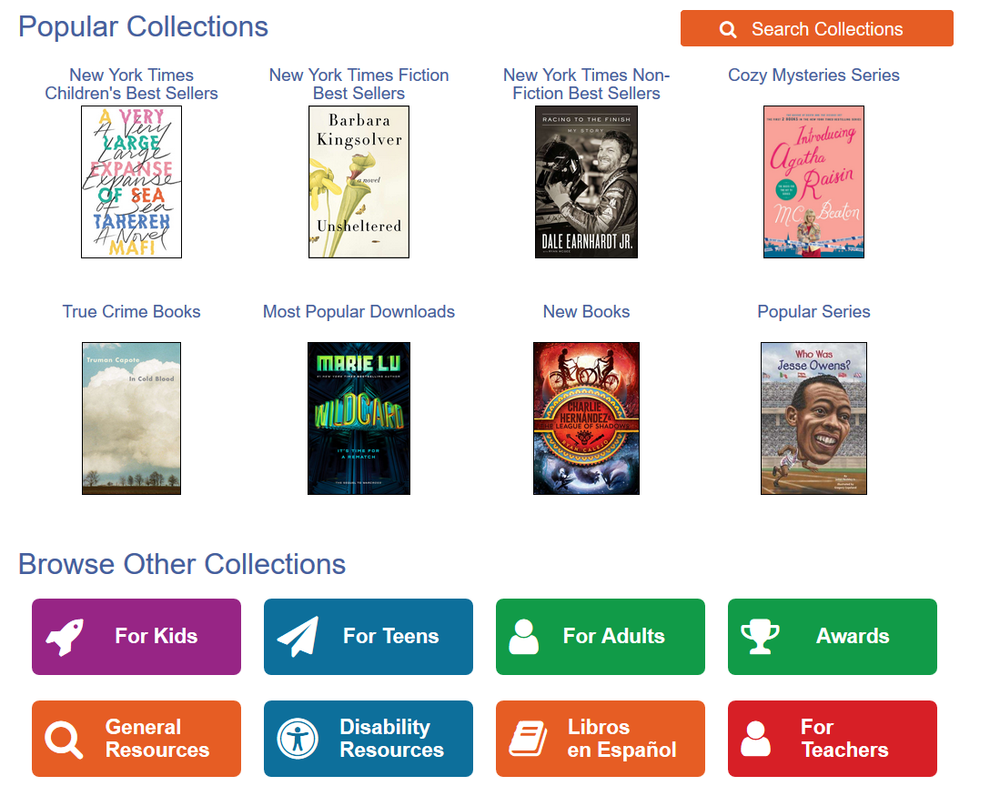 Popular Collections
Search Collections
New York Times
Children's Best Sellers
New York Times Fiction
Best Sellers
New York Times Non-
Fiction Best Sellers
Cozy Mysteries Series
A VERY
LARGE
EXPANSE
OF SEA
TAHEREH
MAFI
A Very
Large
Expanse
of Sea
A Novel
Barbara
Kingsolver
a novel
Unsheltered
RACING TO THE FINISH
MY STORY
DALE EARNHARDT JR.
Introducing
Agatha
Raisin
MC Beaton
True Crime Books
Most Popular Downloads
New Books
Popular Series
Truman Capote
In Cold Blood
MARIE LU
#1 NEW YORK TIMES BESTSELLING AUTHOR
WILDCARD
IT'S TIME FOR
A REMATCH
THE SEQUEL TO WARCROSS
CHARLIE
HERNÁNDEZ &
THE LEAGUE OF SHADOWS
RYAN CALEJO
Who Was
Jesse Owens?
Browse Other Collections
For Kids
For Teens
For Adults
Awards
General
Resources
Disability
Resources
Libros
en Español
For
Teachers